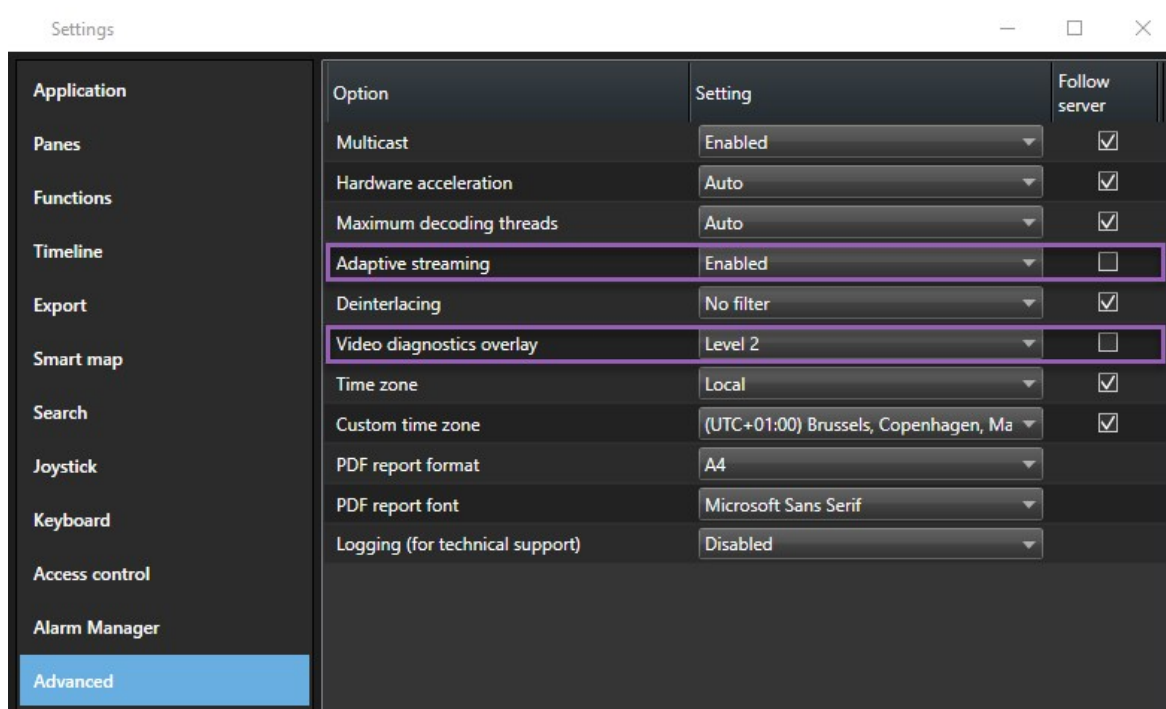 Settings
Application
Panes
Functions
Timeline
Export
Smart map
Search
Joystick
Keyboard
Access control
Alarm Manager
Advanced
Option Setting Follow server
Multicast Enabled
Hardware acceleration Auto
Maximum decoding threads Auto
Adaptive streaming Enabled
Deinterlacing No filter
Video diagnostics overlay Level 2
Time zone Local
Custom time zone (UTC+01:00) Brussels, Copenhagen, Ma
PDF report format A4
PDF report font Microsoft Sans Serif
Logging (for technical support) Disabled